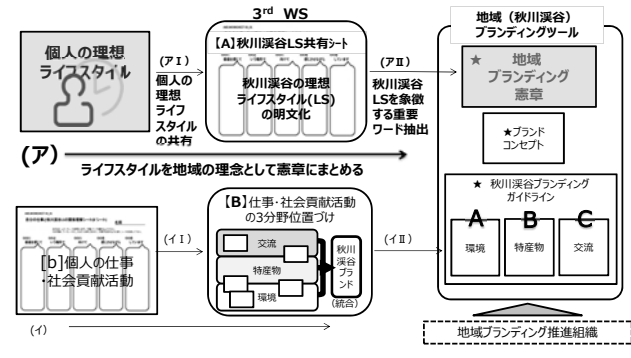 3rd WS
個人の理想
ライフスタイル
(アⅠ)
個人の
理想
ライフ
スタイル
の共有
【A】秋川渓谷LS共有シート
秋川渓谷の理想
ライフスタイル(LS)
の明文化
(アⅡ)
秋川渓谷
LSを象徴
する重要
ワード抽出
(ア)
ライフスタイルを地域の理念として憲章にまとめる
地域（秋川渓谷）
ブランディングツール
★ 地域
ブランディング
憲章
★ブランド
コンセプト
★ 秋川渓谷ブランディング
ガイドライン
A
環境
B
特産物
C
交流
[b]個人の仕事
・社会貢献活動
(イⅠ)
【B】仕事・社会貢献活動
の3分野位置づけ
交流
特産物
環境
秋川
渓谷
ブラ
ンド
(統合)
(イⅡ)
(イ)
地域ブランディング推進組織